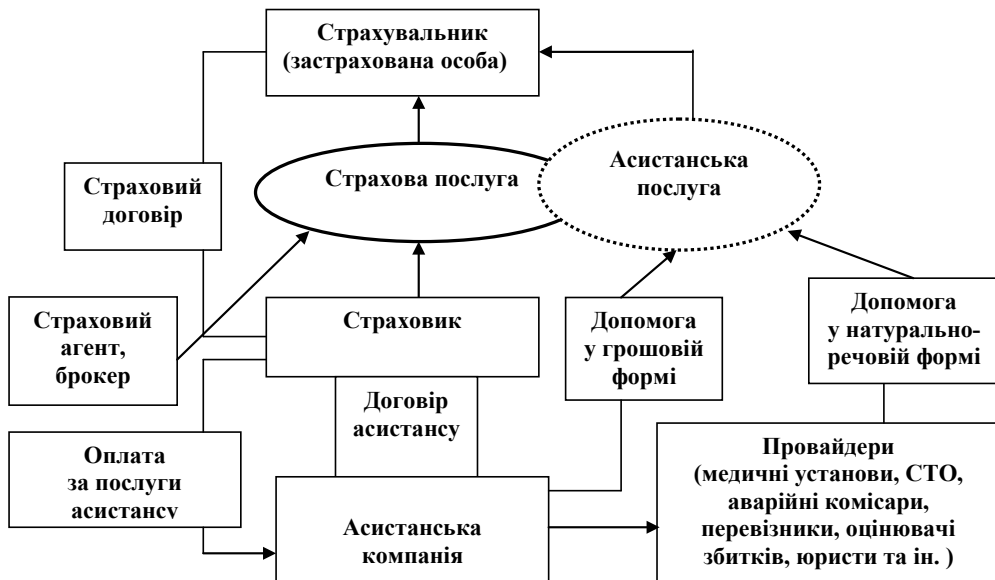 Страхувальник
(застрахована особа)
Страхова послуга
Асистанська
послуга
Страховий
договір
Страховий
агент,
брокер
Страховик
Допомога
у грошовій
формі
Допомога
у натурально-
речовій формі
Договір
асистансу
Оплата
за послуги
асистансу
Асистанська
компанія
Провайдери
(медичні установи, СТО,
аварійні комісари,
перевізники, оцінювачі
збитків, юристи та ін. )